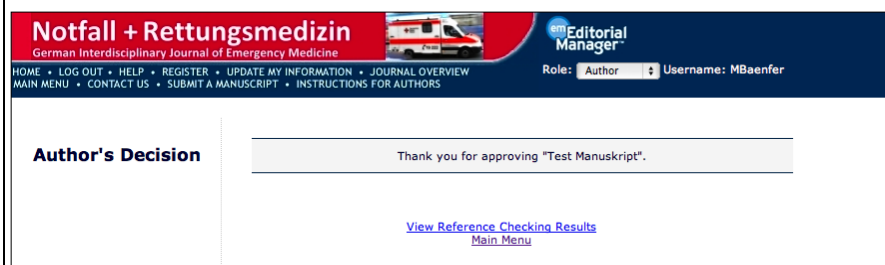 Notfall + Rettungsmedizin
German Interdisciplinary Journal of Emergency Medicine
em Editorial Manager™
HOME • LOG OUT • HELP • REGISTER • UPDATE MY INFORMATION • JOURNAL OVERVIEW
MAIN MENU • CONTACT US • SUBMIT A MANUSCRIPT • INSTRUCTIONS FOR AUTHORS
Role: Author Username: MBaenfer
Author's Decision
Thank you for approving "Test Manuskript".
View Reference Checking Results
Main Menu